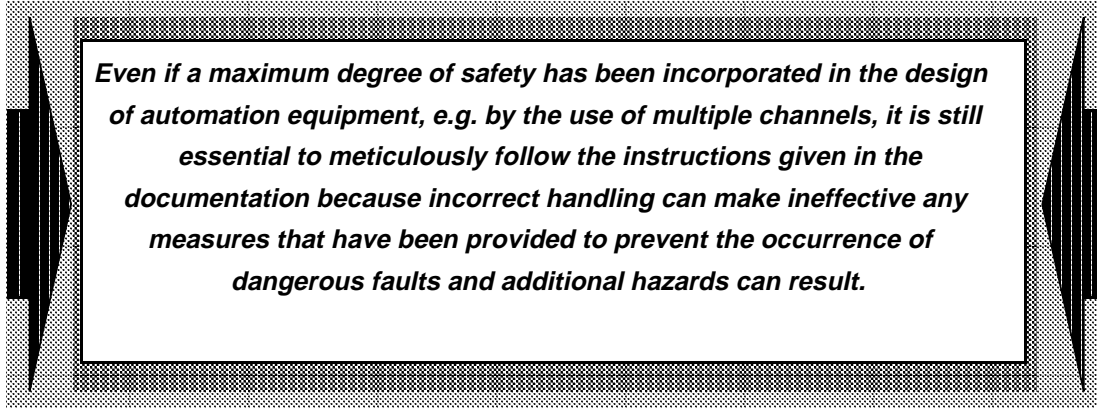 Even if a maximum degree of safety has been incorporated in the design
of automation equipment, e.g. by the use of multiple channels, it is still
essential to meticulously follow the instructions given in the
documentation because incorrect handling can make ineffective any
measures that have been provided to prevent the occurrence of
dangerous faults and additional hazards can result.